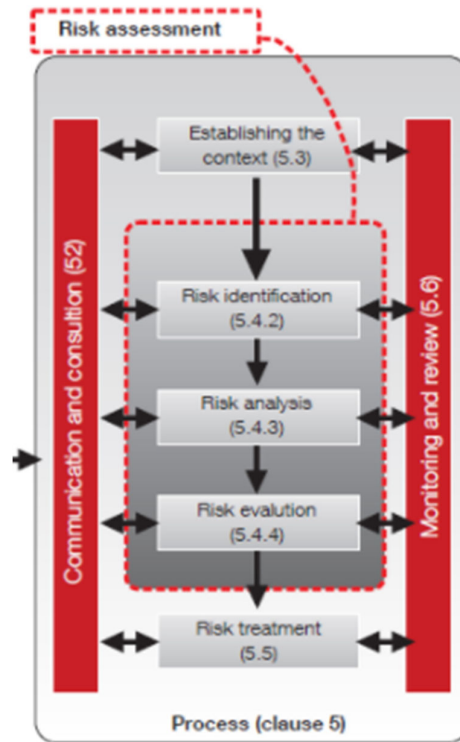 Risk assessment
Establishing the
context (5.3)
Communication and consultion (52)
Monitoring and review (5.6)
Risk identification
(5.4.2)
Risk analysis
(5.4.3)
Risk evalution
(5.4.4)
Risk treatment
(5.5)
Process (clause 5)